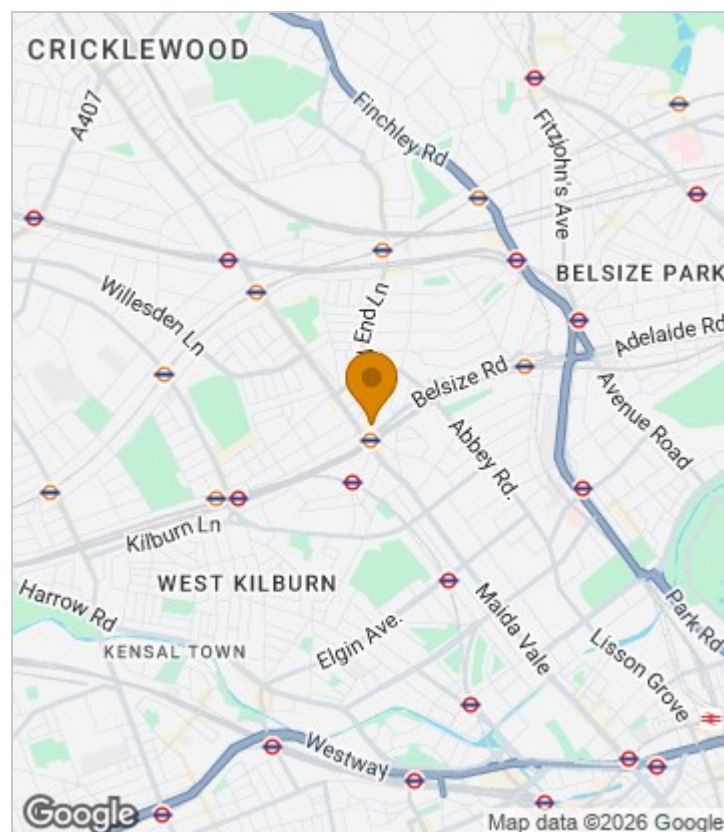 CRICKLEWOOD
A407
Finchley Rd
Fitzjohn's Ave
BELSIZE PARK
Willesden Ln
End Ln
Adelaide Rd
Belsize Rd
Avenue Road
Abbey Rd.
Kilburn Ln
WEST KILBURN
Harrow Rd
Maida Vale
Park Rd
KENSAL TOWN
Elgin Ave.
Lisson Grove
Westway
Google
Map data ©2026 Google